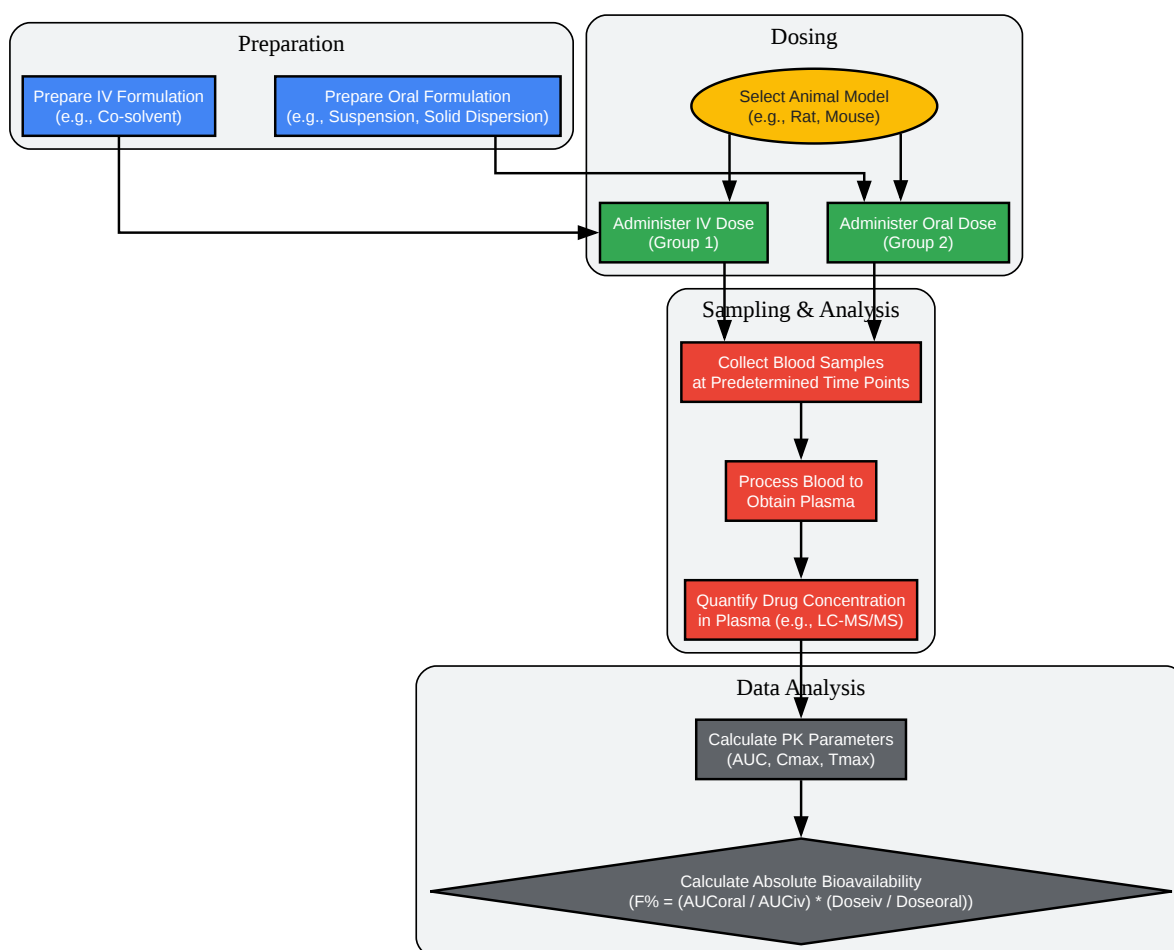 Preparation
Prepare IV Formulation
(e.g., Co-solvent)
Prepare Oral Formulation
(e.g., Suspension, Solid Dispersion)
Dosing
Select Animal Model
(e.g., Rat, Mouse)
Administer IV Dose
(Group 1)
Administer Oral Dose
(Group 2)
Sampling & Analysis
Collect Blood Samples
at Predetermined Time Points
Process Blood to
Obtain Plasma
Quantify Drug Concentration
in Plasma (e.g., LC-MS/MS)
Data Analysis
Calculate PK Parameters
(AUC, Cmax, Tmax)
Calculate Absolute Bioavailability
(F% = (AUCoral / AUCiv) * (Doseiv / Doseoral))